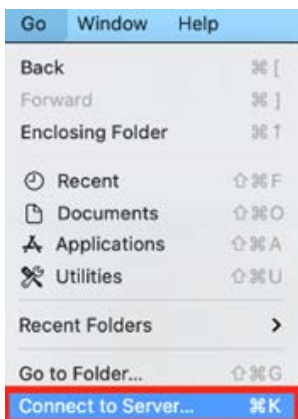 Go Window Help
Back ⌘ [
Forward ⌘ ]
Enclosing Folder ⌘ ↑
Recent ⇧ ⌘ F
Documents ⇧ ⌘ O
Applications ⇧ ⌘ A
Utilities ⇧ ⌘ U
Recent Folders >
Go to Folder... ⇧ ⌘ G
Connect to Server... ⌘ K